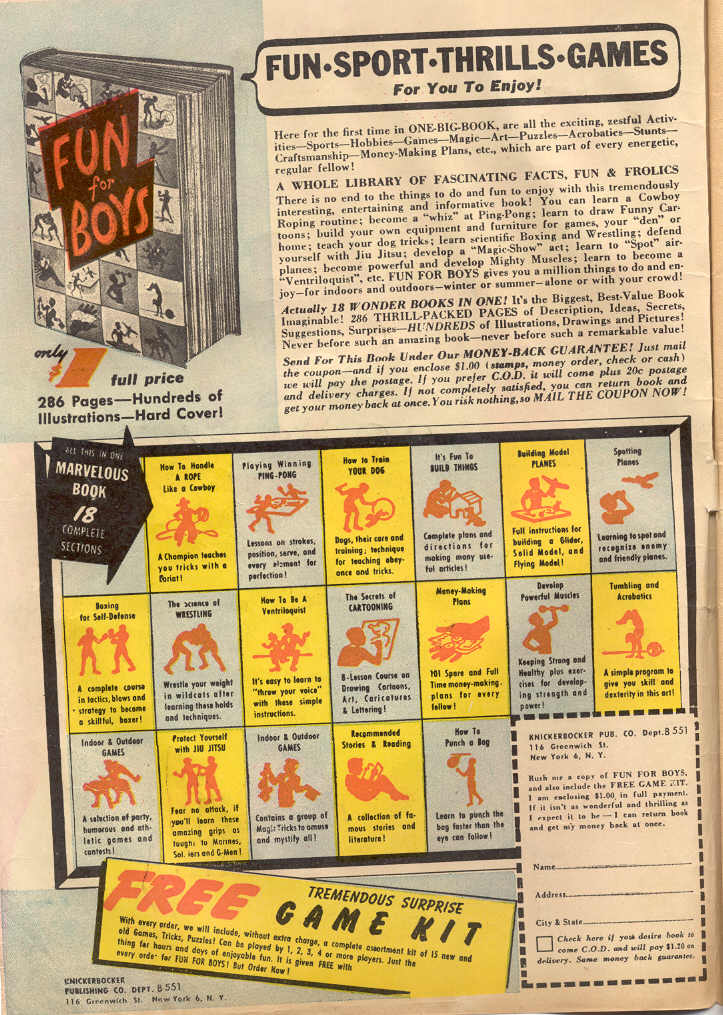 FUN for BOYS
only $1 full price
286 Pages—Hundreds of
Illustrations—Hard Cover!
FUN·SPORT·THRILLS·GAMES
For You To Enjoy!
Here for the first time in ONE-BIG-BOOK, are all the exciting, zestful Activ-
ities—Sports—Hobbies—Games—Magic—Art—Puzzles—Acrobatics—Stunts—
Craftsmanship—Money-Making Plans, etc., which are part of every energetic,
regular fellow!
A WHOLE LIBRARY OF FASCINATING FACTS, FUN & FROLICS
There is no end to the things to do and fun to enjoy with this tremendously
interesting, entertaining and informative book! You can learn a Cowboy
Roping routine; become a "whiz" at Ping-Pong; learn to draw Funny Car-
toons; build your own equipment and furniture for games, your "den" or
home; teach your dog tricks; learn scientific Boxing and Wrestling; defend
yourself with Jiu Jitsu; develop a "Magic-Show" act; learn to "Spot" air-
planes; become powerful and develop Mighty Muscles; learn to become a
"Ventriloquist", etc. FUN FOR BOYS gives you a million things to do and en-
joy—for indoors and outdoors—winter or summer—alone or with your crowd!
Actually 18 WONDER BOOKS IN ONE! It's the Biggest, Best-Value Book
Imaginable! 286 THRILL-PACKED PAGES of Description, Ideas, Secrets,
Suggestions, Surprises—HUNDREDS of Illustrations, Drawings and Pictures!
Never before such an amazing book—never before such a remarkable value!
Send For This Book Under Our MONEY-BACK GUARANTEE! Just mail
the coupon—and if you enclose $1.00 (stamps, money order, check or cash)
we will pay the postage. If you prefer C.O.D. it will come plus 20c postage
and delivery charges. If not completely satisfied, you can return book and
get your money back at once. You risk nothing, so MAIL THE COUPON NOW!
ALL THIS IN ONE
MARVELOUS
BOOK
18
COMPLETE
SECTIONS
How To Handle
A ROPE
Like a Cowboy
A Champion teaches
you tricks with a
Lariat!
Playing Winning
PING-PONG
Lessons on strokes,
position, serve, and
every element for
perfection!
How to Train
YOUR DOG
Dogs, their care and
training; technique
for teaching obey-
ance and tricks.
It's Fun To
BUILD THINGS
Complete plans and
directions for
making many use-
ful articles!
Building Model
PLANES
Full instructions for
building a Glider,
Solid Model, and
Flying Model!
Spotting
Planes
Learning to spot and
recognize enemy
and friendly planes.
Boxing
for Self-Defense
A complete course
in tactics, blows and
strategy to become
a skillful, boxer!
The Science of
WRESTLING
Wrestle your weight
in wildcats after
learning these holds
and techniques.
How To Be A
Ventriloquist
It's easy to learn to
"throw your voice"
with these simple
instructions.
The Secrets of
CARTOONING
8-Lesson Course on
Drawing Cartoons,
Art, Caricatures
& Lettering!
Money-Making
Plans
101 Spare and Full
Time money-making
plans for every
fellow!
Develop
Powerful Muscles
Keeping Strong and
Healthy plus exer-
cises for develop-
ing strength and
power!
Tumbling and
Acrobatics
A simple program to
give you skill and
dexterity in this art!
Indoor & Outdoor
GAMES
A selection of party,
humorous and ath-
letic games and
contests!
Protect Yourself
with JIU JITSU
Fear no attack, if
you'll learn these
amazing grips as
taught to Marines,
Soldiers and G-Men!
Indoor & Outdoor
GAMES
Contains a group of
Magic Tricks to amuse
and mystify all!
Recommended
Stories & Reading
A collection of fa-
mous stories and
literature!
How To
Punch a Bag
Learn to punch the
bag faster than the
eye can follow!
KNICKERBOCKER PUB. CO. Dept. B 551
116 Greenwich St.
New York 6, N. Y.
Rush me a copy of FUN FOR BOYS,
and also include the FREE GAME KIT.
I am enclosing $1.00 in full payment.
If it isn't as wonderful and thrilling as
I expect it to be—I can return book
and get my money back at once.
Name
Address
City & State
Check here if you desire book to
come C.O.D. and will pay $1.20 on
delivery. Same money back guarantee.
FREE TREMENDOUS SURPRISE
GAME KIT
With every order, we will include, without extra charge, a complete assortment kit of 15 new and
old Games, Tricks, Puzzles! Can be played by 1, 2, 3, 4 or more players. Just the
thing for hours and days of enjoyable fun. It is given FREE with
every order for FUN FOR BOYS! But Order Now!
KNICKERBOCKER
PUBLISHING CO. DEPT. B 551
116 Greenwich St. New York 6, N. Y.